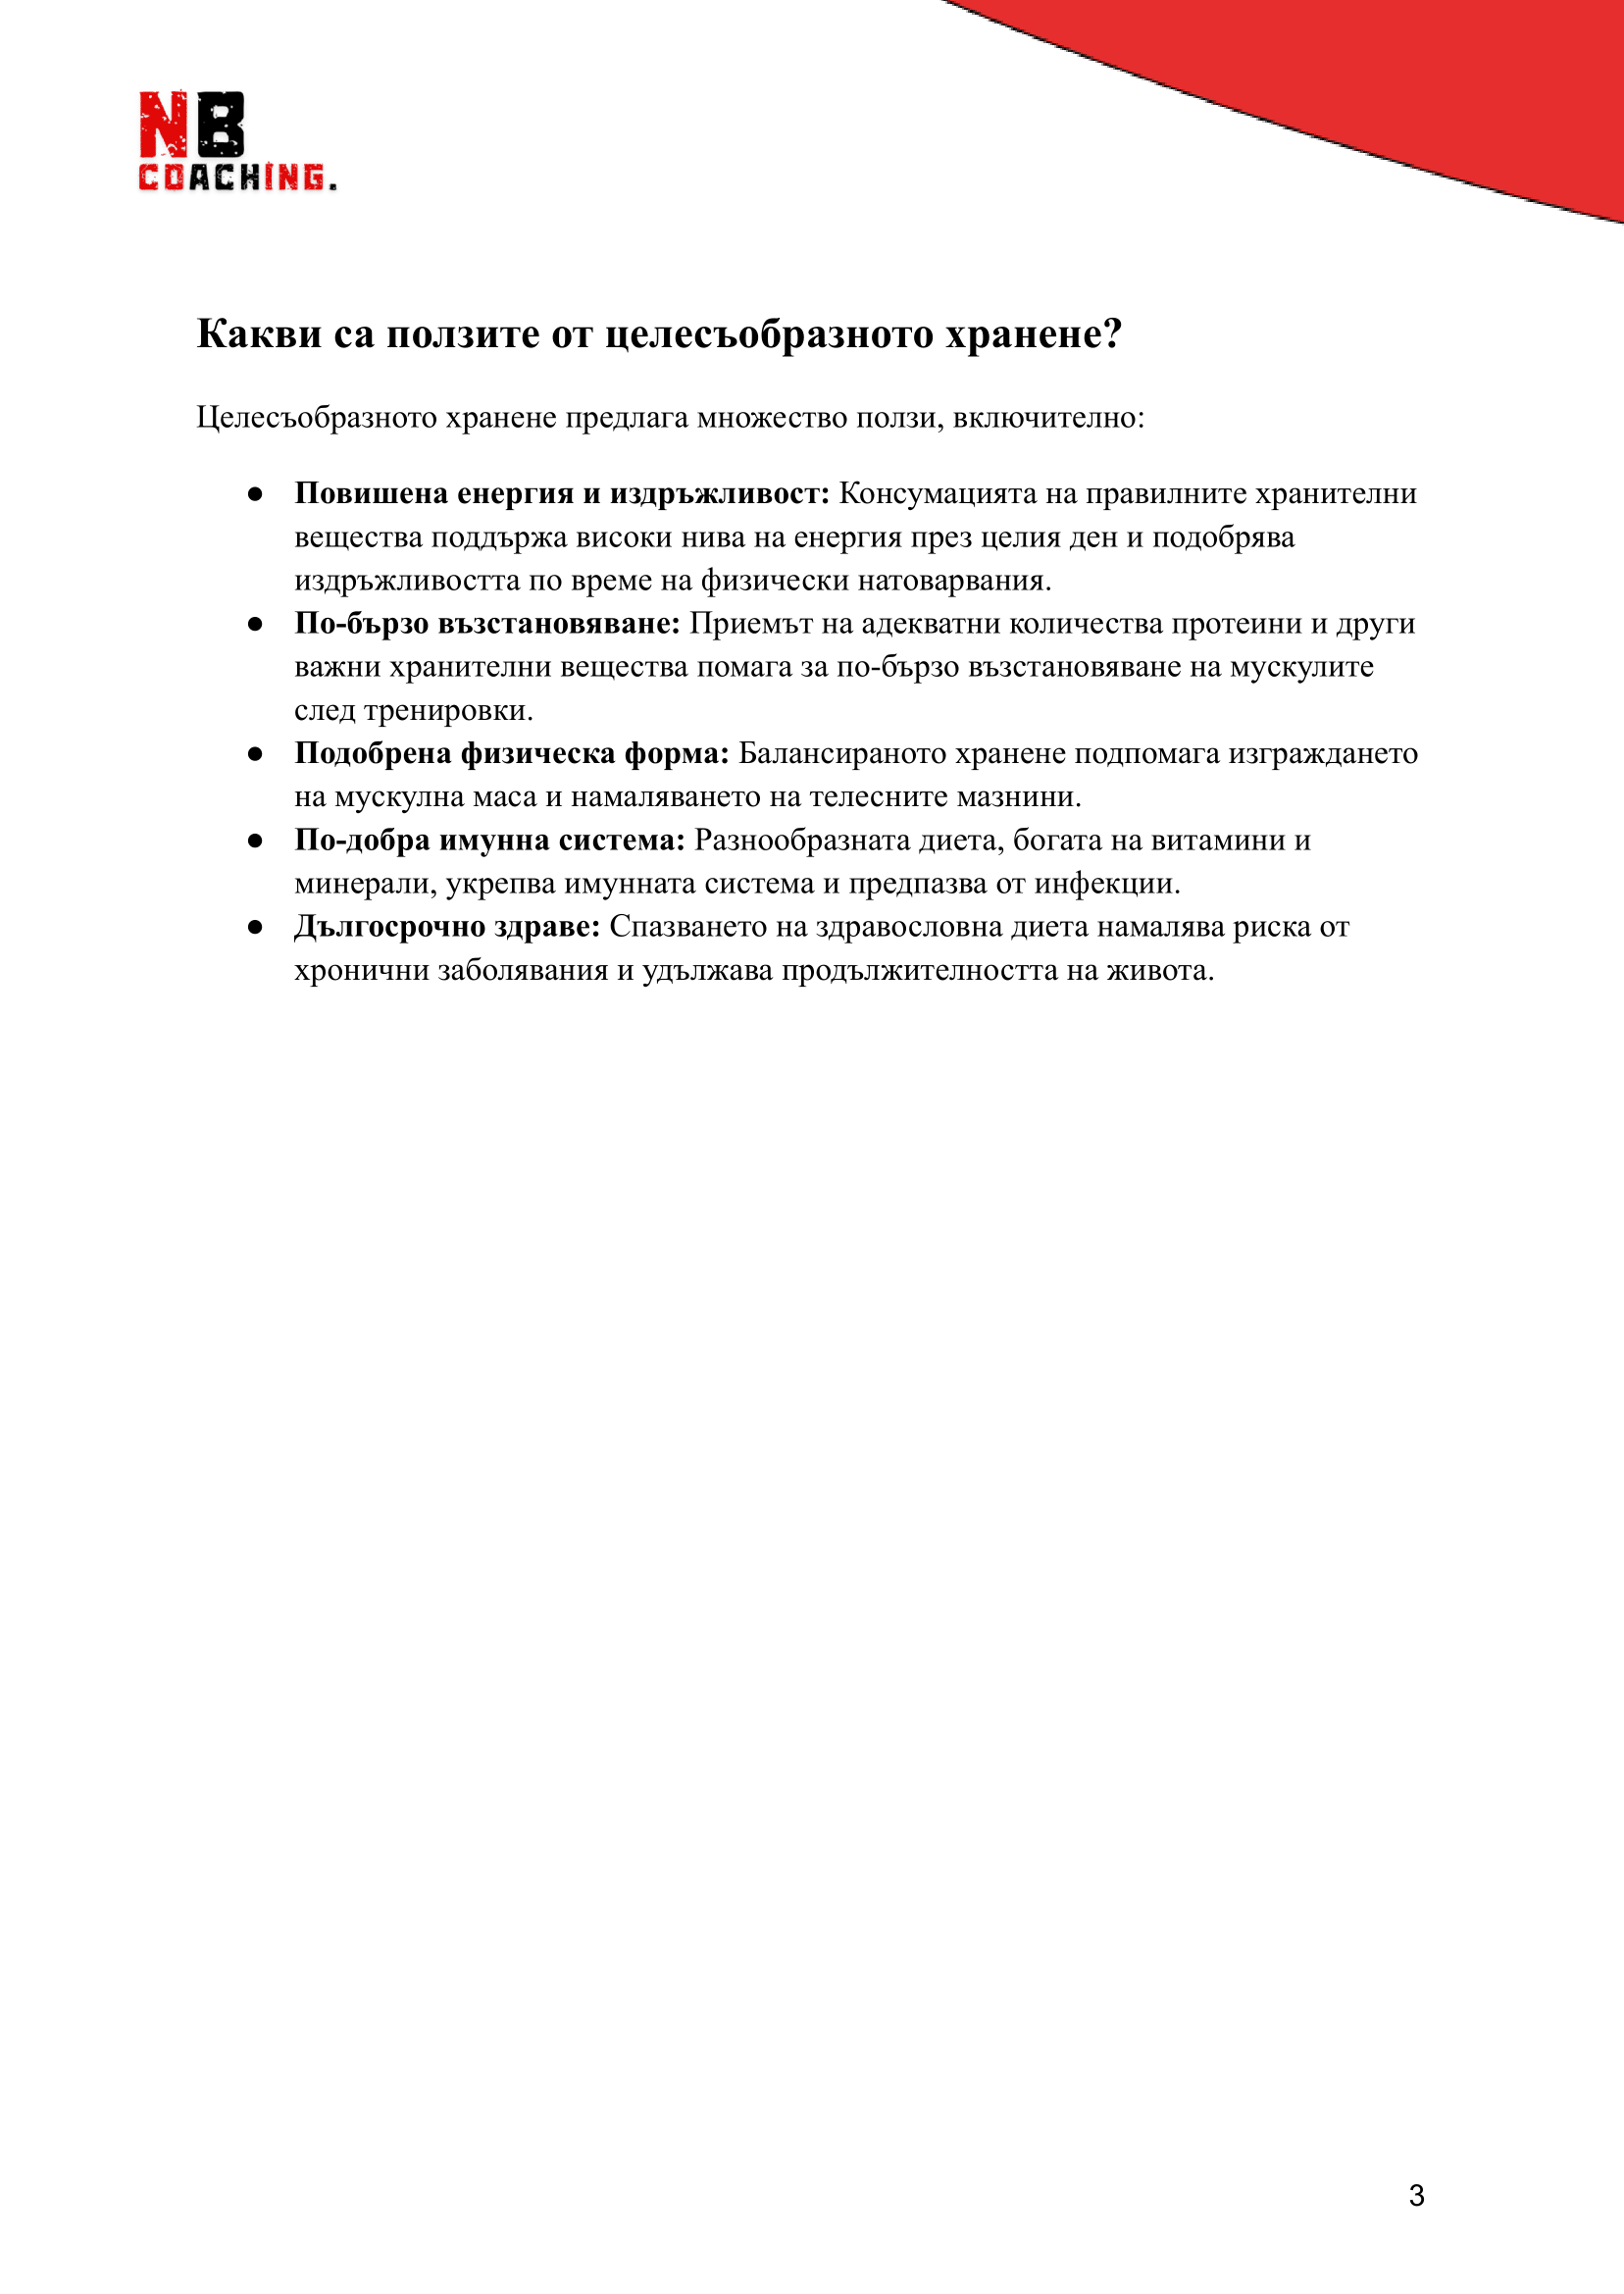 NB
COACHING.
Какви са ползите от целесъобразното хранене?
Целесъобразното хранене предлага множество ползи, включително:
● Повишена енергия и издръжливост: Консумацията на правилните хранителни
вещества поддържа високи нива на енергия през целия ден и подобрява
издръжливостта по време на физически натоварвания.
● По-бързо възстановяване: Приемът на адекватни количества протеини и други
важни хранителни вещества помага за по-бързо възстановяване на мускулите
след тренировки.
● Подобрена физическа форма: Балансираното хранене подпомага изграждането
на мускулна маса и намаляването на телесните мазнини.
● По-добра имунна система: Разнообразната диета, богата на витамини и
минерали, укрепва имунната система и предпазва от инфекции.
● Дългосрочно здраве: Спазването на здравословна диета намалява риска от
хронични заболявания и удължава продължителността на живота.
3